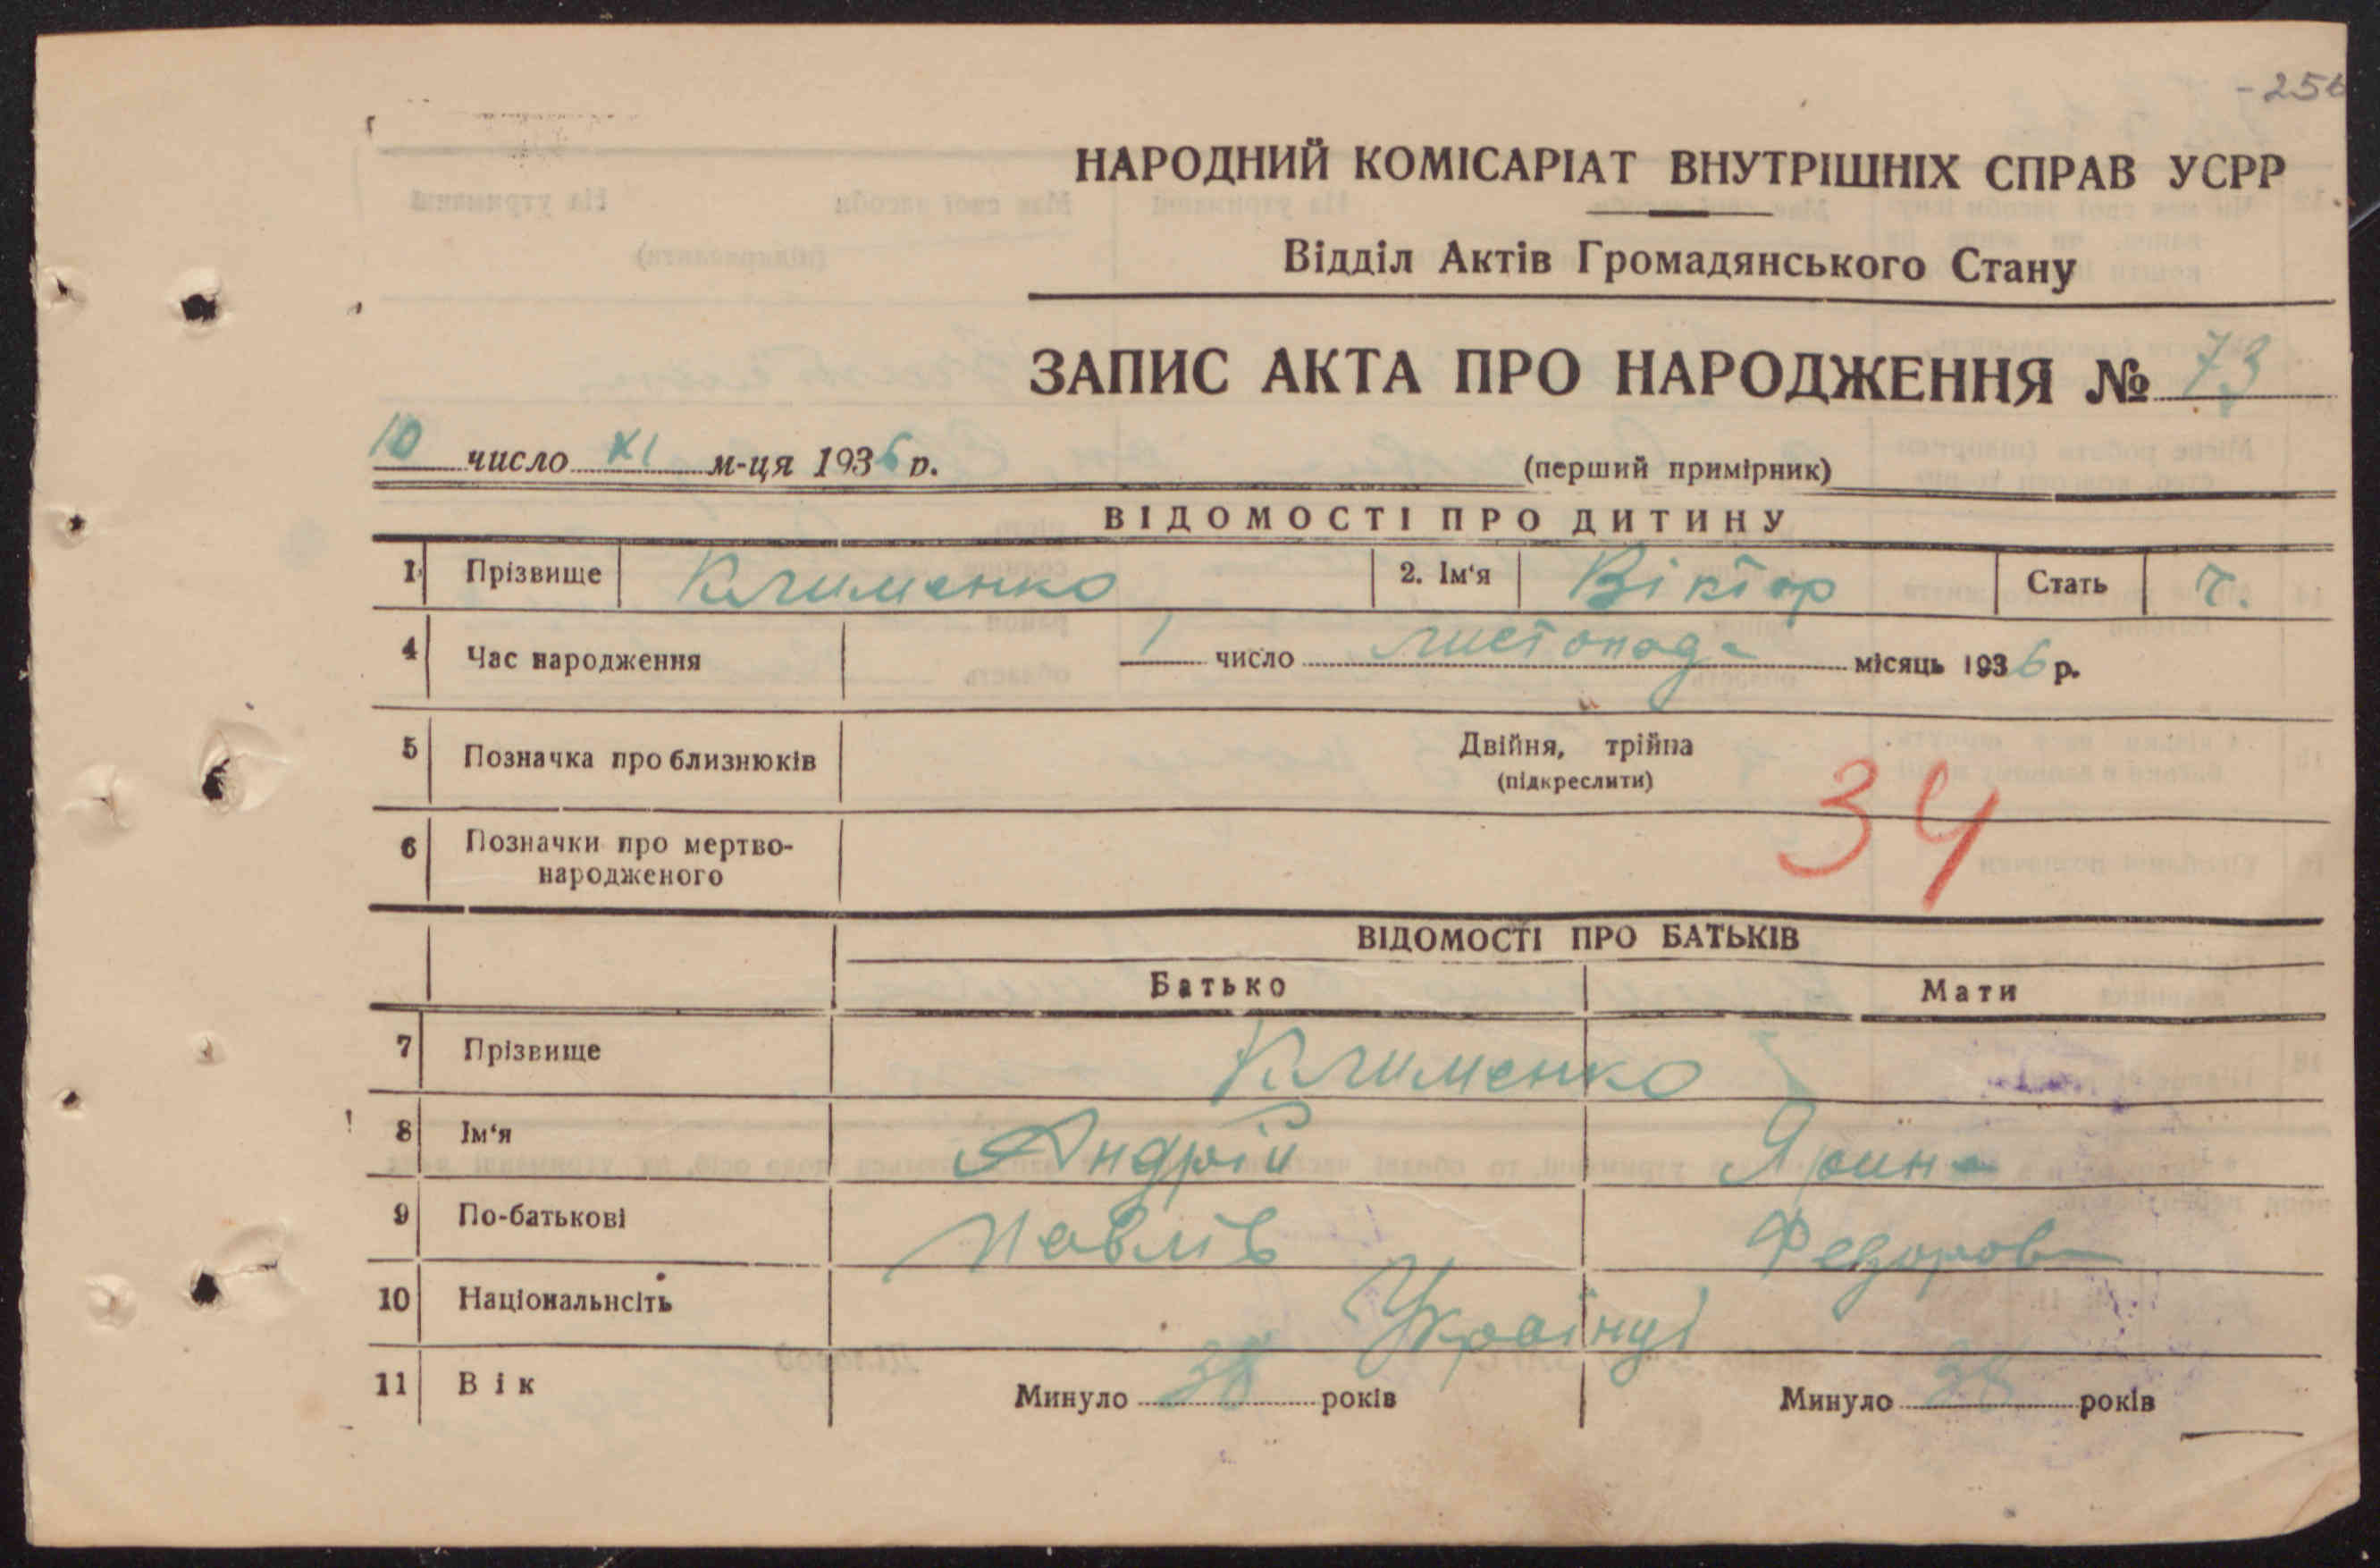 -256
НАРОДНИЙ КОМІСАРІАТ ВНУТРІШНІХ СПРАВ УСРР
Відділ Актів Громадянського Стану
ЗАПИС АКТА ПРО НАРОДЖЕННЯ № 73
10 число XI м-ця 1936 р. (перший примірник)
ВІДОМОСТІ ПРО ДИТИНУ
1 Прізвище Клименко 2. Ім'я Віктор Стать ч.
4 Час народження 1 число листопада місяць 1936 р.
5 Позначка про близнюків Двійня, трійна
(підкреслити)
34
6 Позначки про мертво-
народженого
ВІДОМОСТІ ПРО БАТЬКІВ
Батько Мати
7 Прізвище Клименко
8 Ім'я Андрій Ярина
9 По-батькові Павлів Федоров
10 Національнсіть Українці
11 Вік Минуло 38 років Минуло 38 років